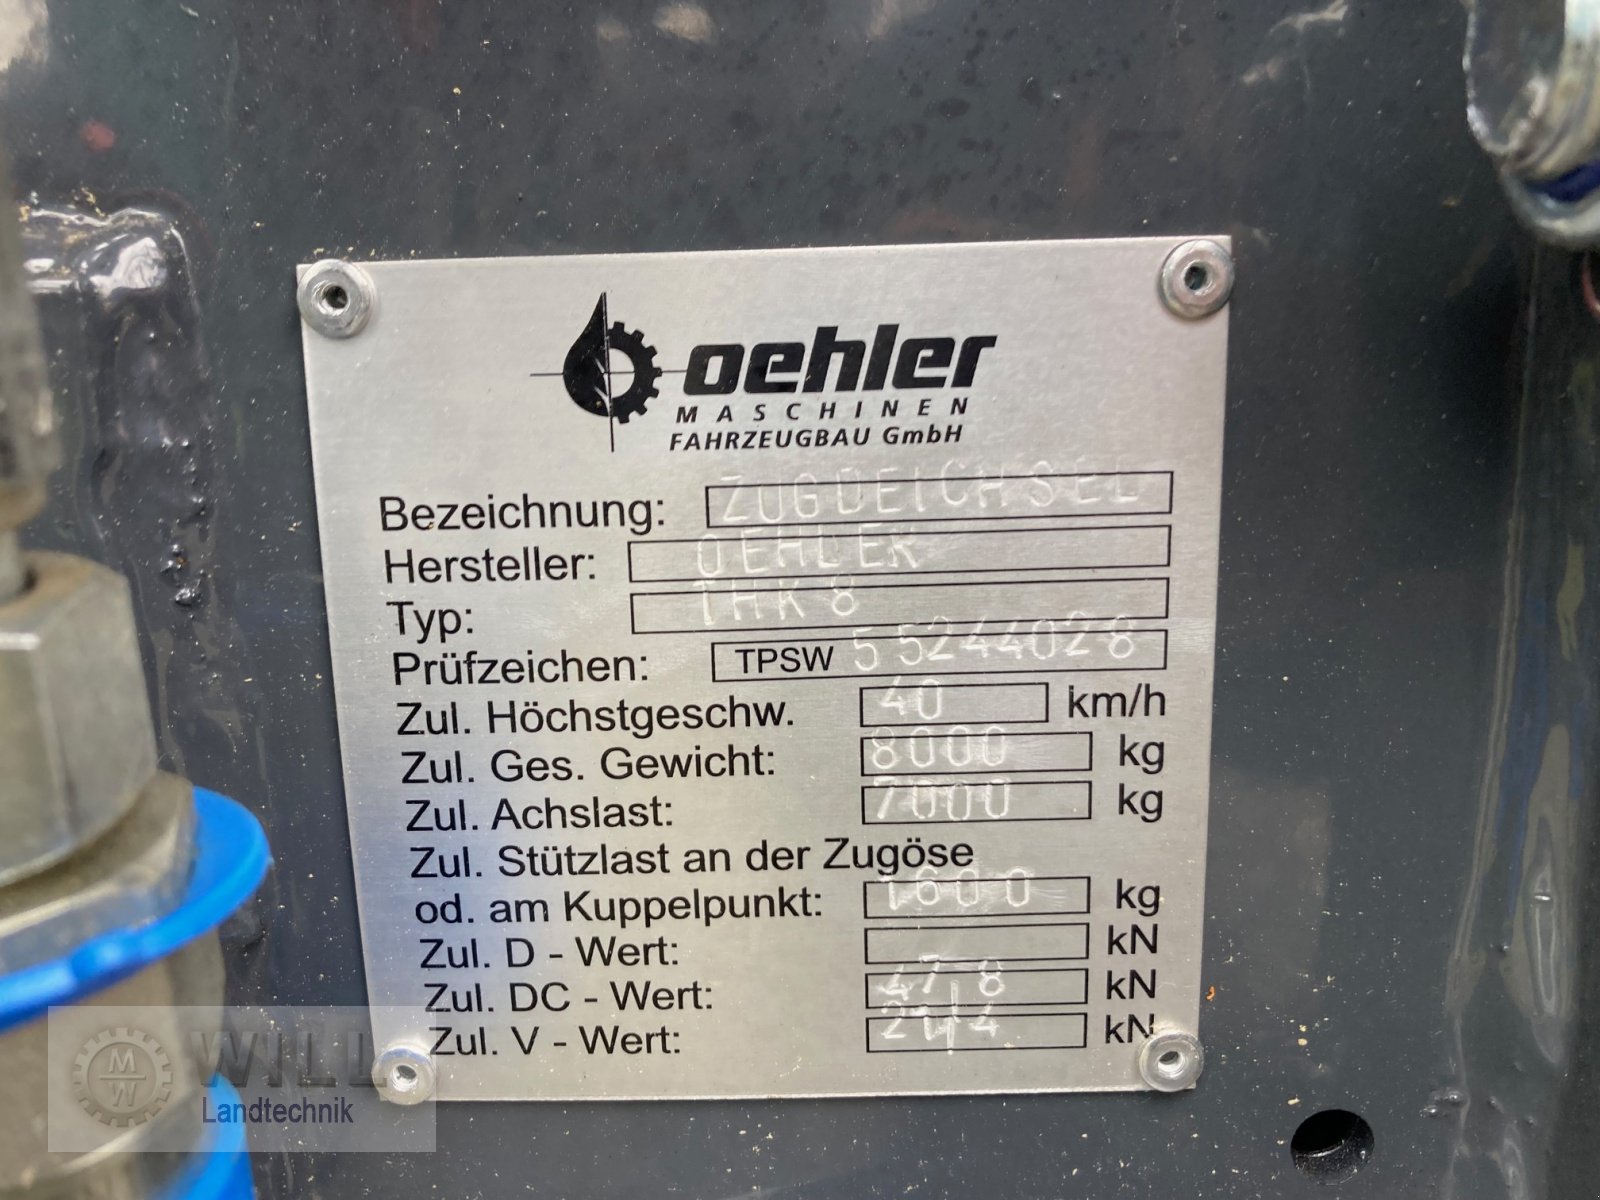 oehler
MASCHINEN
FAHRZEUGBAU GmbH
Bezeichnung: ZUGDEICHSEL
Hersteller: OEHLER
Typ: THK 8
Prüfzeichen: TPSW 55244028
Zul. Höchstgeschw. 40 km/h
Zul. Ges. Gewicht: 8000 kg
Zul. Achslast: 7000 kg
Zul. Stützlast an der Zugöse
od. am Kuppelpunkt: 1600 kg
Zul. D - Wert: kN
Zul. DC - Wert: 47 8 kN
Zul. V - Wert: kN
MW
WILL
Landtechnik